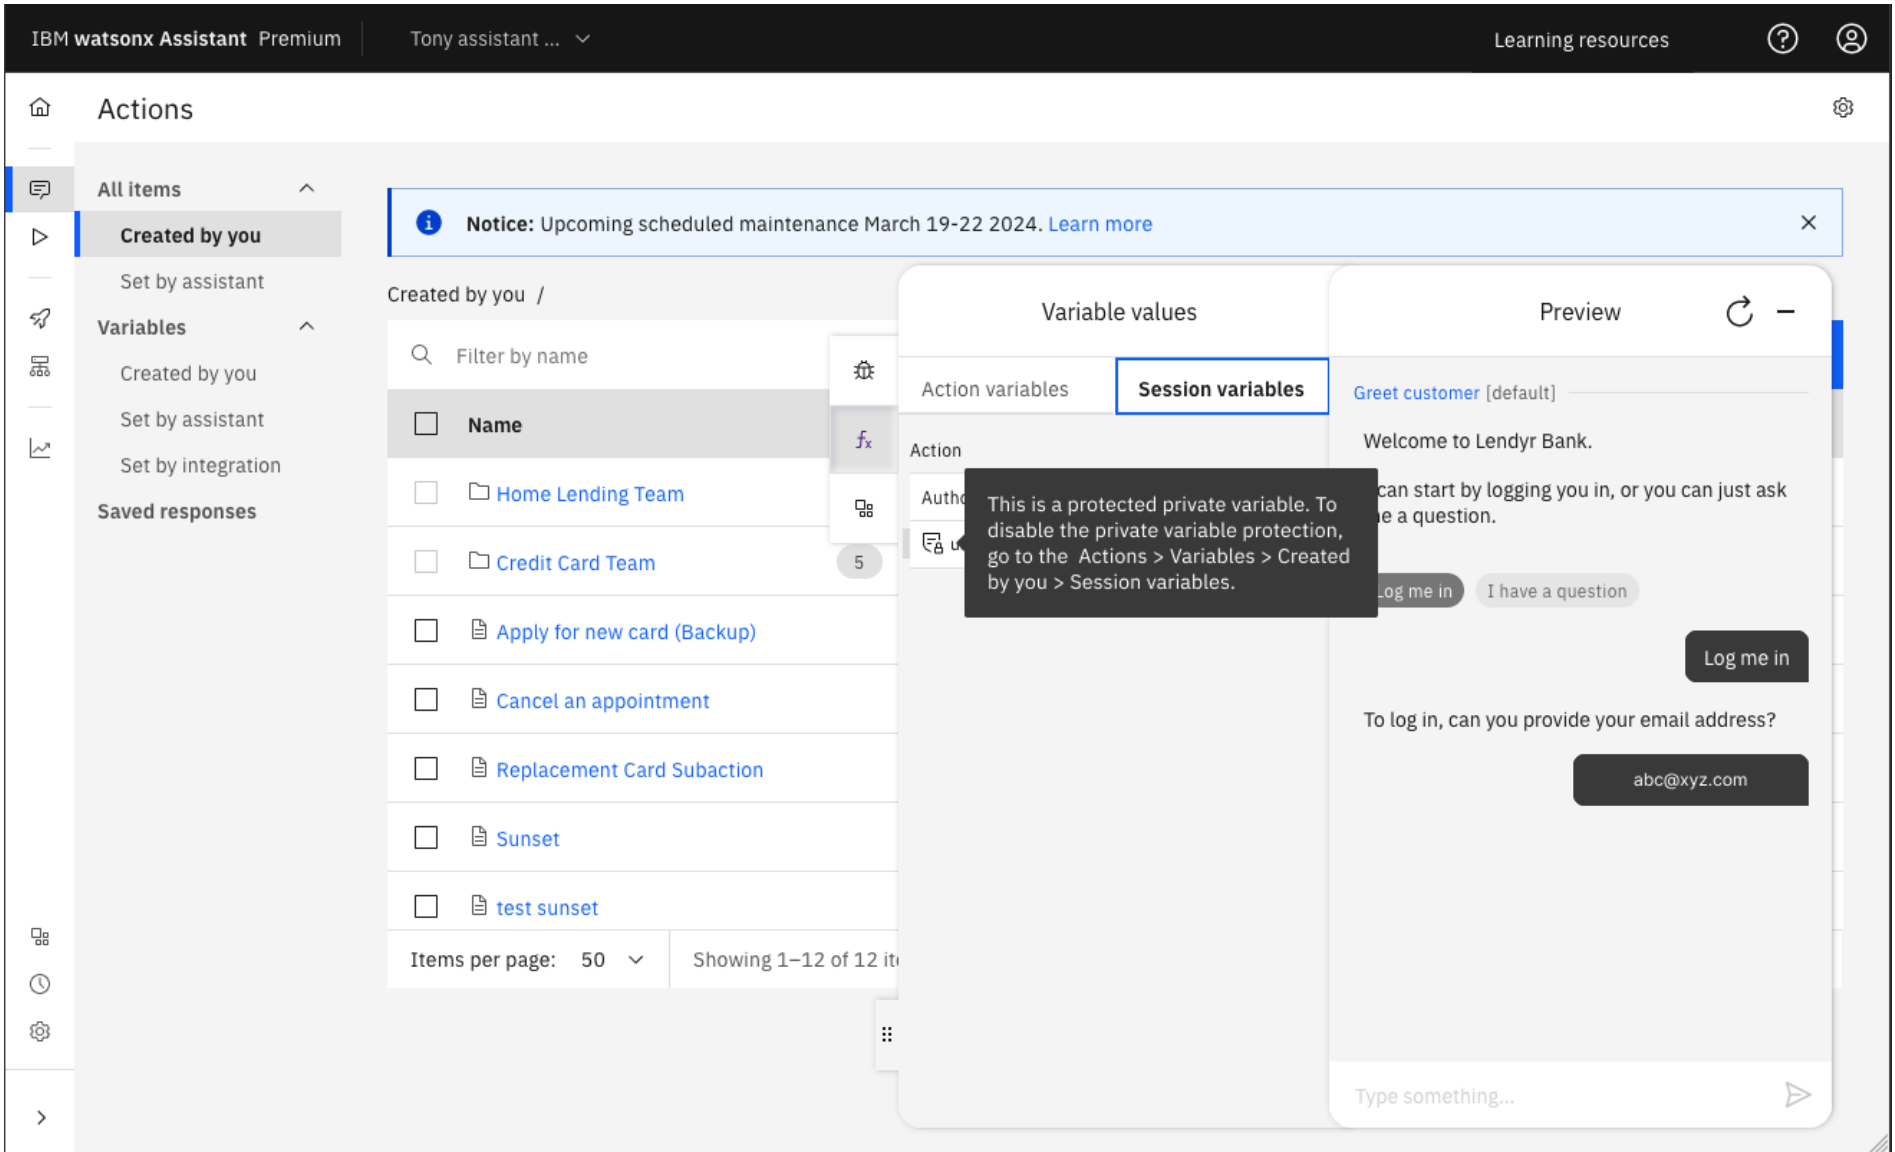 IBM watsonx Assistant Premium
Tony assistant ...
Learning resources
Actions
All items
Created by you
Set by assistant
Variables
Created by you
Set by assistant
Set by integration
Saved responses
Notice: Upcoming scheduled maintenance March 19-22 2024. Learn more
Created by you /
Filter by name
Name
Home Lending Team
Credit Card Team
5
Apply for new card (Backup)
Cancel an appointment
Replacement Card Subaction
Sunset
test sunset
Items per page: 50
Showing 1–12 of 12
Variable values
Action variables
Session variables
Action
This is a protected private variable. To
disable the private variable protection,
go to the Actions > Variables > Created
by you > Session variables.
Preview
Greet customer [default]
Welcome to Lendyr Bank.
can start by logging you in, or you can just ask
a question.
Log me in
I have a question
Log me in
To log in, can you provide your email address?
abc@xyz.com
Type something...